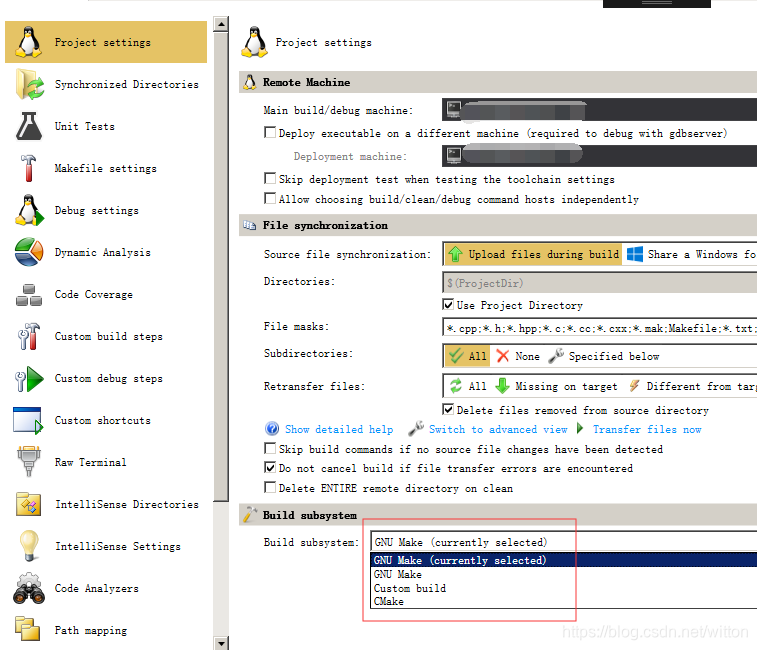 Project settings
Synchronized Directories
Unit Tests
Makefile settings
Debug settings
Dynamic Analysis
Code Coverage
Custom build steps
Custom debug steps
Custom shortcuts
Raw Terminal
IntelliSense Directories
IntelliSense Settings
Code Analyzers
Path mapping
Project settings
Remote Machine
Main build/debug machine:
Deploy executable on a different machine (required to debug with gdbserver)
Deployment machine:
Skip deployment test when testing the toolchain settings
Allow choosing build/clean/debug command hosts independently
File synchronization
Source file synchronization: Upload files during build Share a Windows fo
Directories: $(ProjectDir)
Use Project Directory
File masks: *.cpp;*.h;*.hpp;*.c;*.cc;*.cxx;*.mak;Makefile;*.txt;
Subdirectories: All None Specified below
Retransfer files: All Missing on target Different from targ
Delete files removed from source directory
Show detailed help Switch to advanced view Transfer files now
Skip build commands if no source file changes have been detected
Do not cancel build if file transfer errors are encountered
Delete ENTIRE remote directory on clean
Build subsystem
Build subsystem: GNU Make (currently selected)
GNU Make (currently selected)
GNU Make
Custom build
CMake
https://blog.csdn.net/witton